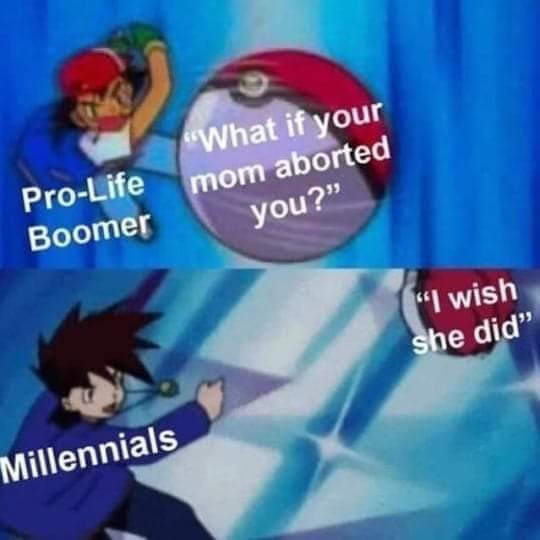 “What if your
mom aborted
you?”
Pro-Life
Boomer
“I wish
she did”
Millennials